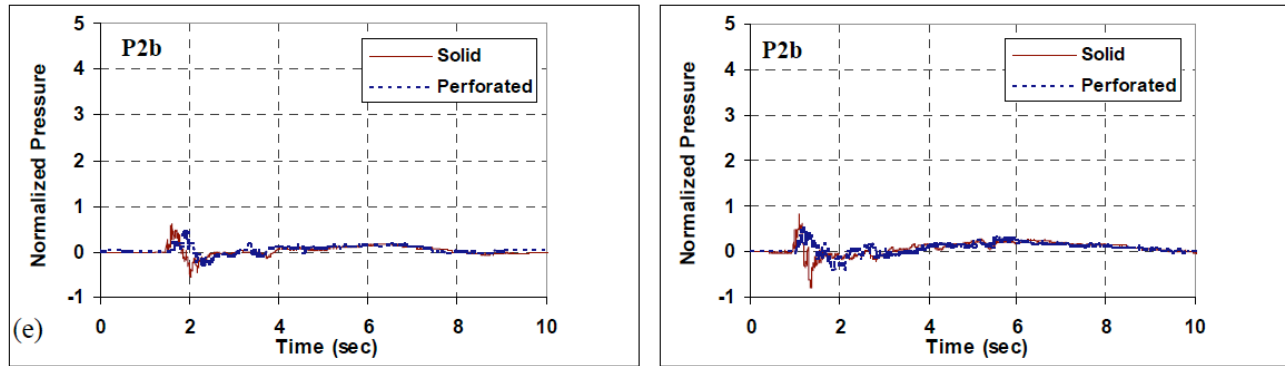 5
4
3
2
1
0
-1
Normalized Pressure
P2b
Solid
Perforated
0 2 4 6 8 10
Time (sec)
(e)
5
4
3
2
1
0
-1
Normalized Pressure
P2b
Solid
Perforated
0 2 4 6 8 10
Time (sec)